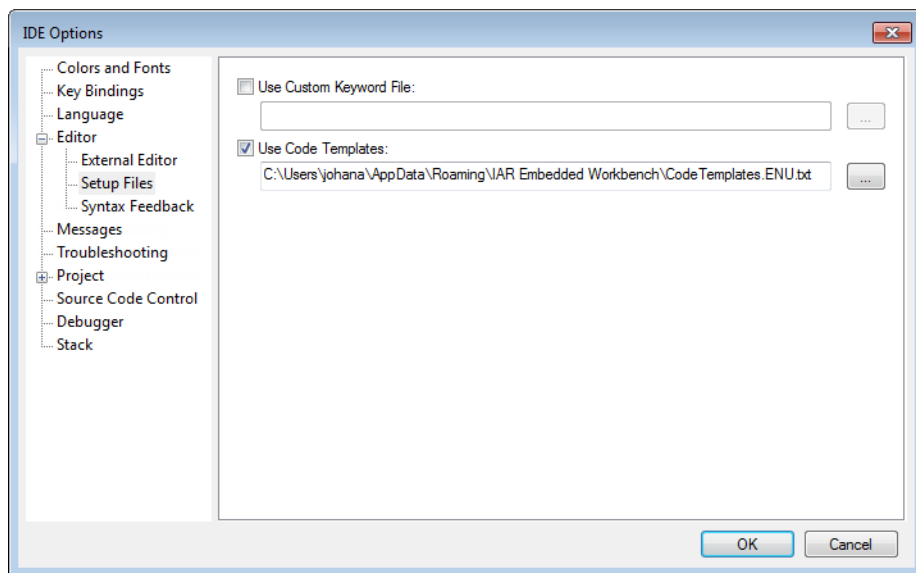 IDE Options
Colors and Fonts
Key Bindings
Language
Editor
External Editor
Setup Files
Syntax Feedback
Messages
Troubleshooting
Project
Source Code Control
Debugger
Stack
Use Custom Keyword File:
...
Use Code Templates:
C:\Users\johana\AppData\Roaming\IAR Embedded Workbench\CodeTemplates.ENU.txt
...
OK
Cancel